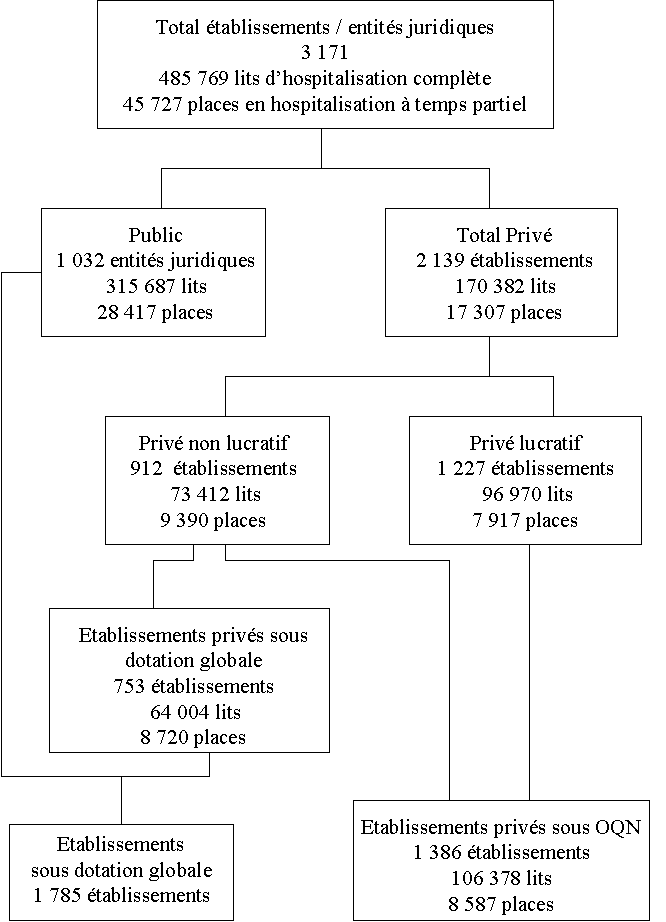 Total établissements / entités juridiques
3 171
485 769 lits d'hospitalisation complète
45 727 places en hospitalisation à temps partiel
Public
1 032 entités juridiques
315 687 lits
28 417 places
Total Privé
2 139 établissements
170 382 lits
17 307 places
Privé non lucratif
912 établissements
73 412 lits
9 390 places
Privé lucratif
1 227 établissements
96 970 lits
7 917 places
Etablissements privés sous
dotation globale
753 établissements
64 004 lits
8 720 places
Etablissements
sous dotation globale
1 785 établissements
Etablissements privés sous OQN
1 386 établissements
106 378 lits
8 587 places